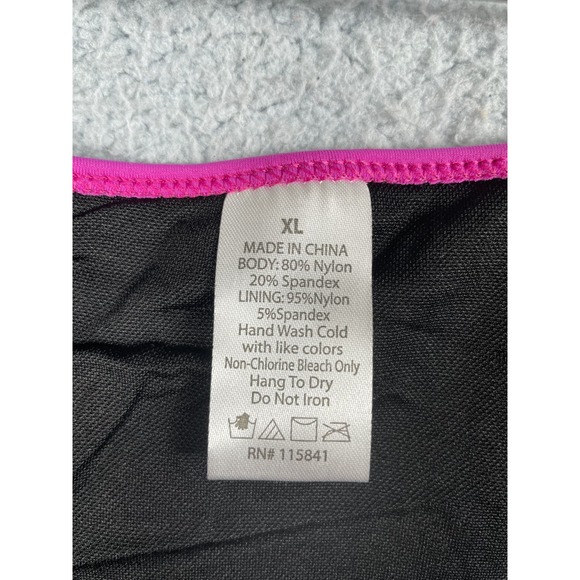 XL
MADE IN CHINA
BODY: 80% Nylon
20% Spandex
LINING: 95%Nylon
5%Spandex
Hand Wash Cold
with like colors
Non-Chlorine Bleach Only
Hang To Dry
Do Not Iron
RN# 115841